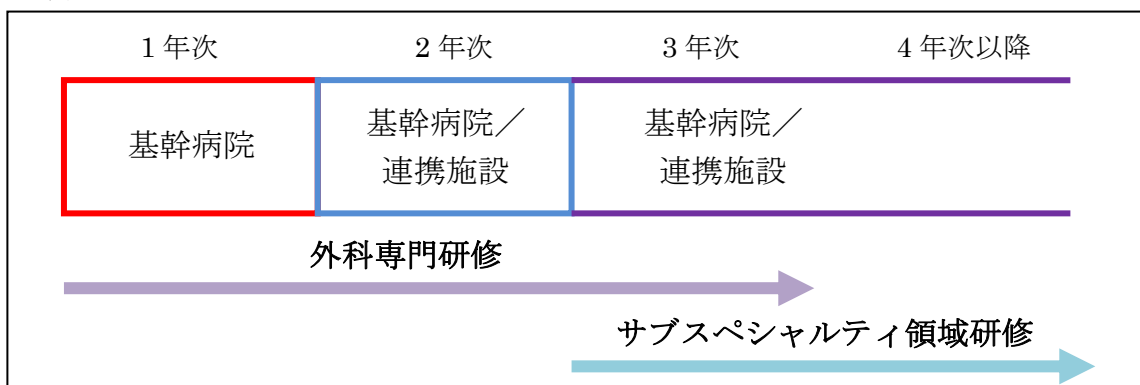 1年次 2年次 3年次 4年次以降
基幹病院
基幹病院／
連携施設
基幹病院／
連携施設
外科専門研修
サブスペシャルティ領域研修